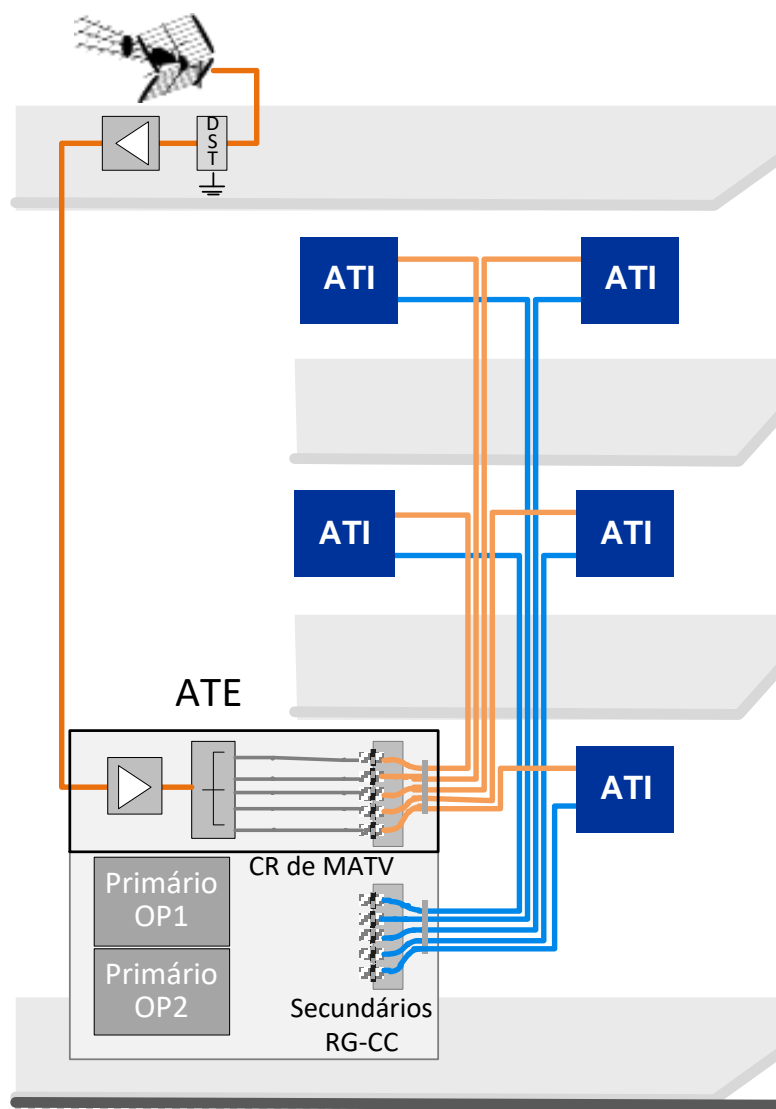 D
S
T
ATI
ATI
ATI
ATI
ATE
ATI
CR de MATV
Primário
OP1
Primário
OP2
Secundários
RG-CC